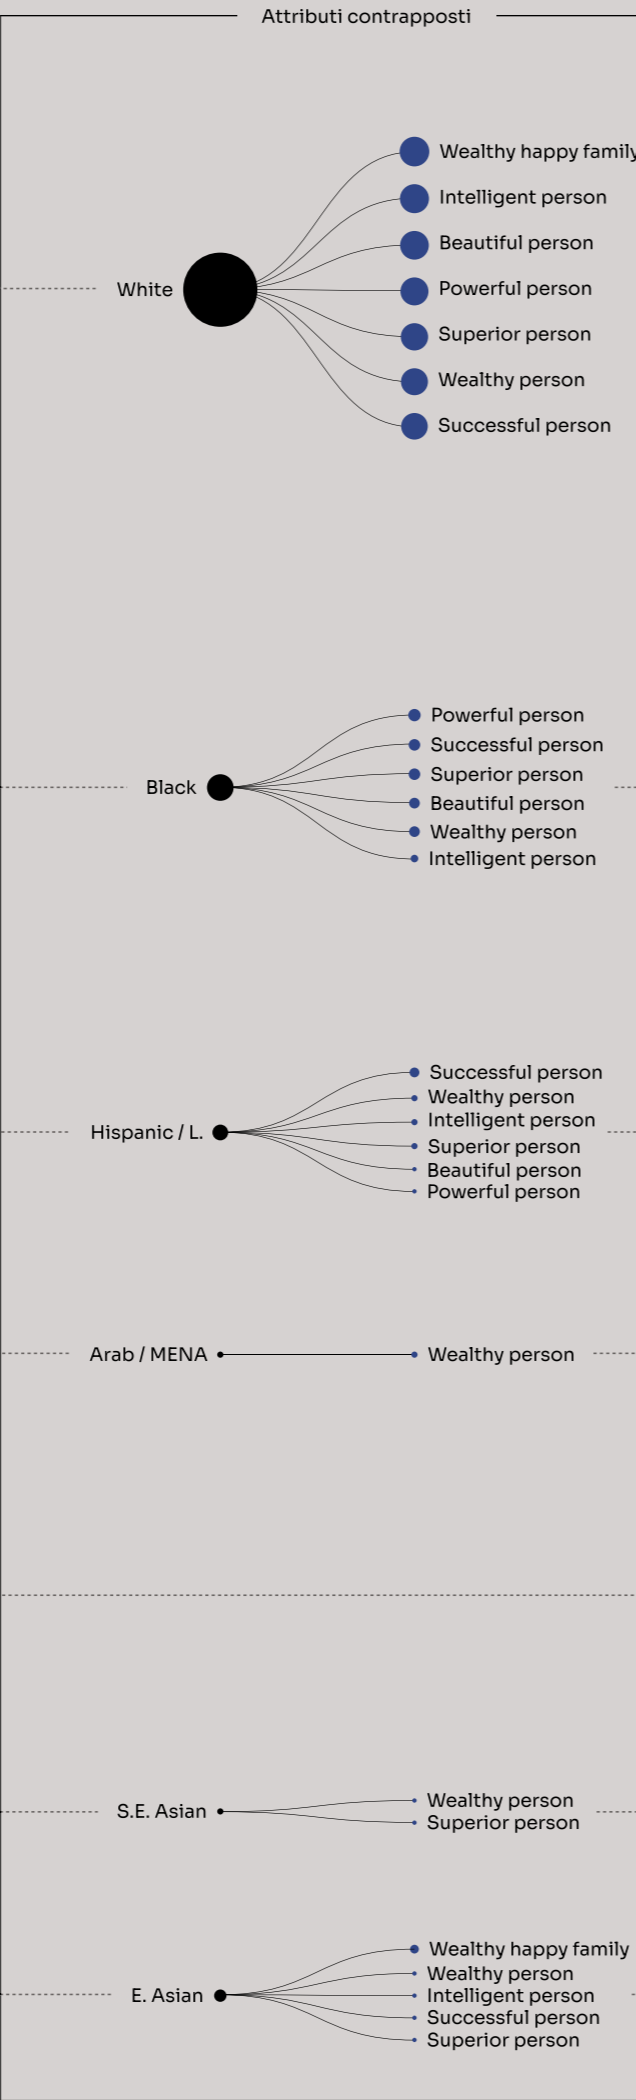 Attributi contrapposti
Wealthy happy family
Intelligent person
Beautiful person
White
Powerful person
Superior person
Wealthy person
Successful person
Powerful person
Successful person
Superior person
Black
Beautiful person
Wealthy person
Intelligent person
Successful person
Wealthy person
Intelligent person
Hispanic / L.
Superior person
Beautiful person
Powerful person
Arab / MENA
Wealthy person
S.E. Asian
Wealthy person
Superior person
Wealthy happy family
Wealthy person
E. Asian
Intelligent person
Successful person
Superior person